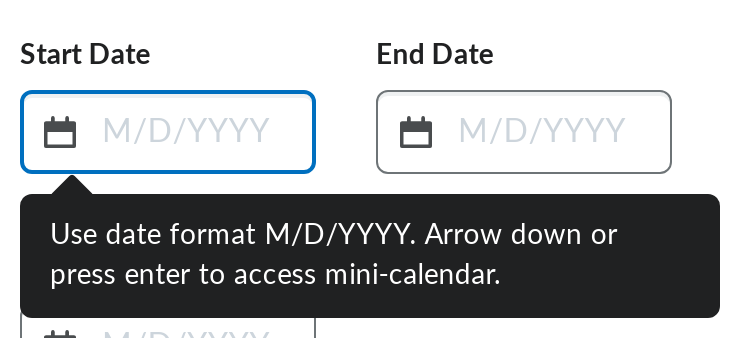 Start Date
End Date
M/D/YYYY
M/D/YYYY
Use date format M/D/YYYY. Arrow down or
press enter to access mini-calendar.
M/D/YYYY